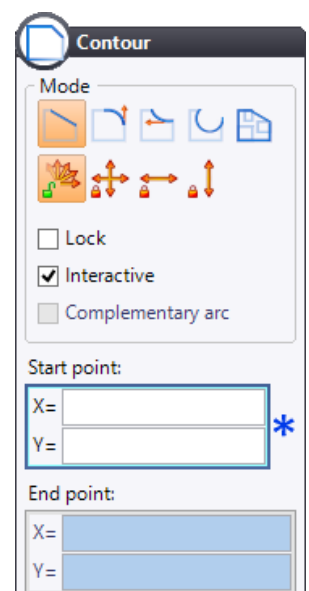 Contour
Mode
Lock
Interactive
Complementary arc
Start point:
X=
Y=
*
End point:
X=
Y=